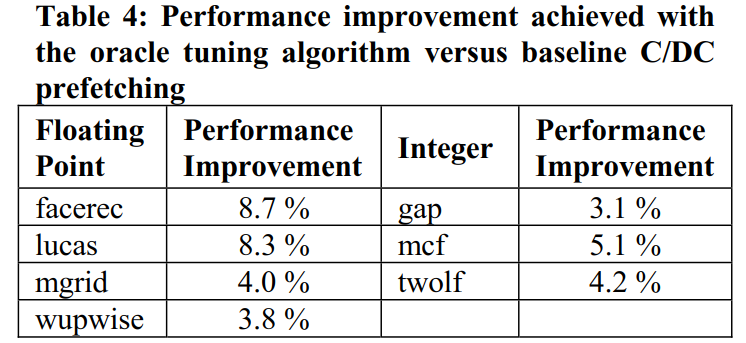 Table 4: Performance improvement achieved with
the oracle tuning algorithm versus baseline C/DC
prefetching
Floating Point | Performance Improvement | Integer | Performance Improvement
facerec | 8.7 % | gap | 3.1 %
lucas | 8.3 % | mcf | 5.1 %
mgrid | 4.0 % | twolf | 4.2 %
wupwise | 3.8 % | |